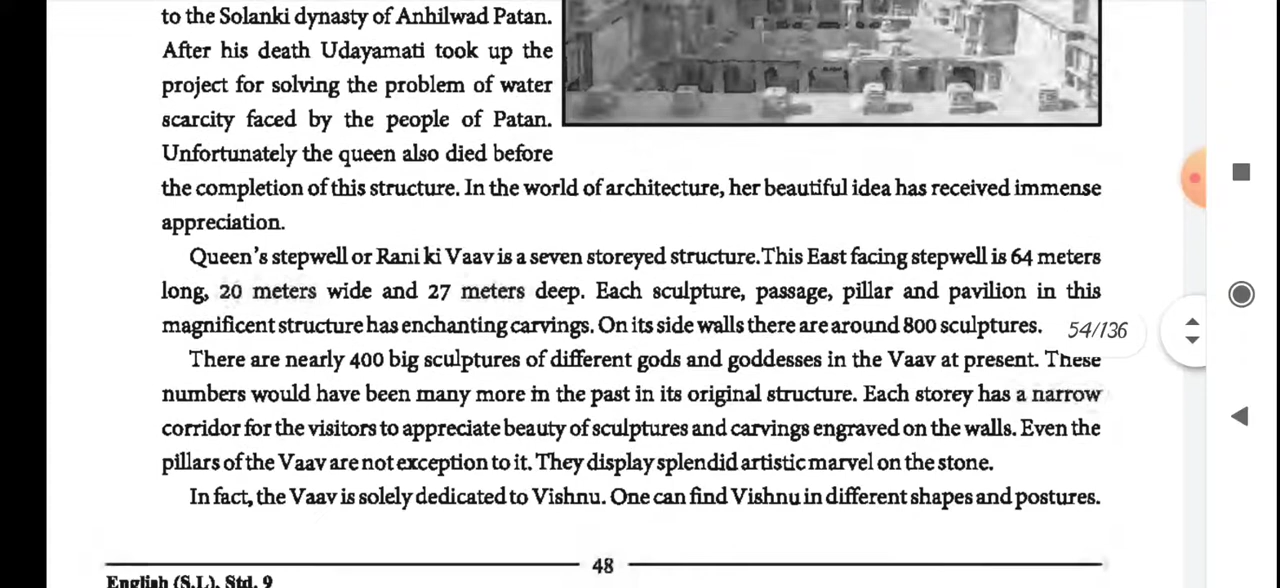 to the Solanki dynasty of Anhilwad Patan.
After his death Udayamati took up the
project for solving the problem of water
scarcity faced by the people of Patan.
Unfortunately the queen also died before
the completion of this structure. In the world of architecture, her beautiful idea has received immense
appreciation.
Queen's stepwell or Rani ki Vaav is a seven storeyed structure.This East facing stepwell is 64 meters
long, 20 meters wide and 27 meters deep. Each sculpture, passage, pillar and pavilion in this
magnificent structure has enchanting carvings. On its side walls there are around 800 sculptures.
54/136
There are nearly 400 big sculptures of different gods and goddesses in the Vaav at present. These
numbers would have been many more in the past in its original structure. Each storey has a narrow
corridor for the visitors to appreciate beauty of sculptures and carvings engraved on the walls. Even the
pillars of the Vaav are not exception to it. They display splendid artistic marvel on the stone.
In fact, the Vaav is solely dedicated to Vishnu. One can find Vishnu in different shapes and postures.
48
English (S.L), Std. 9